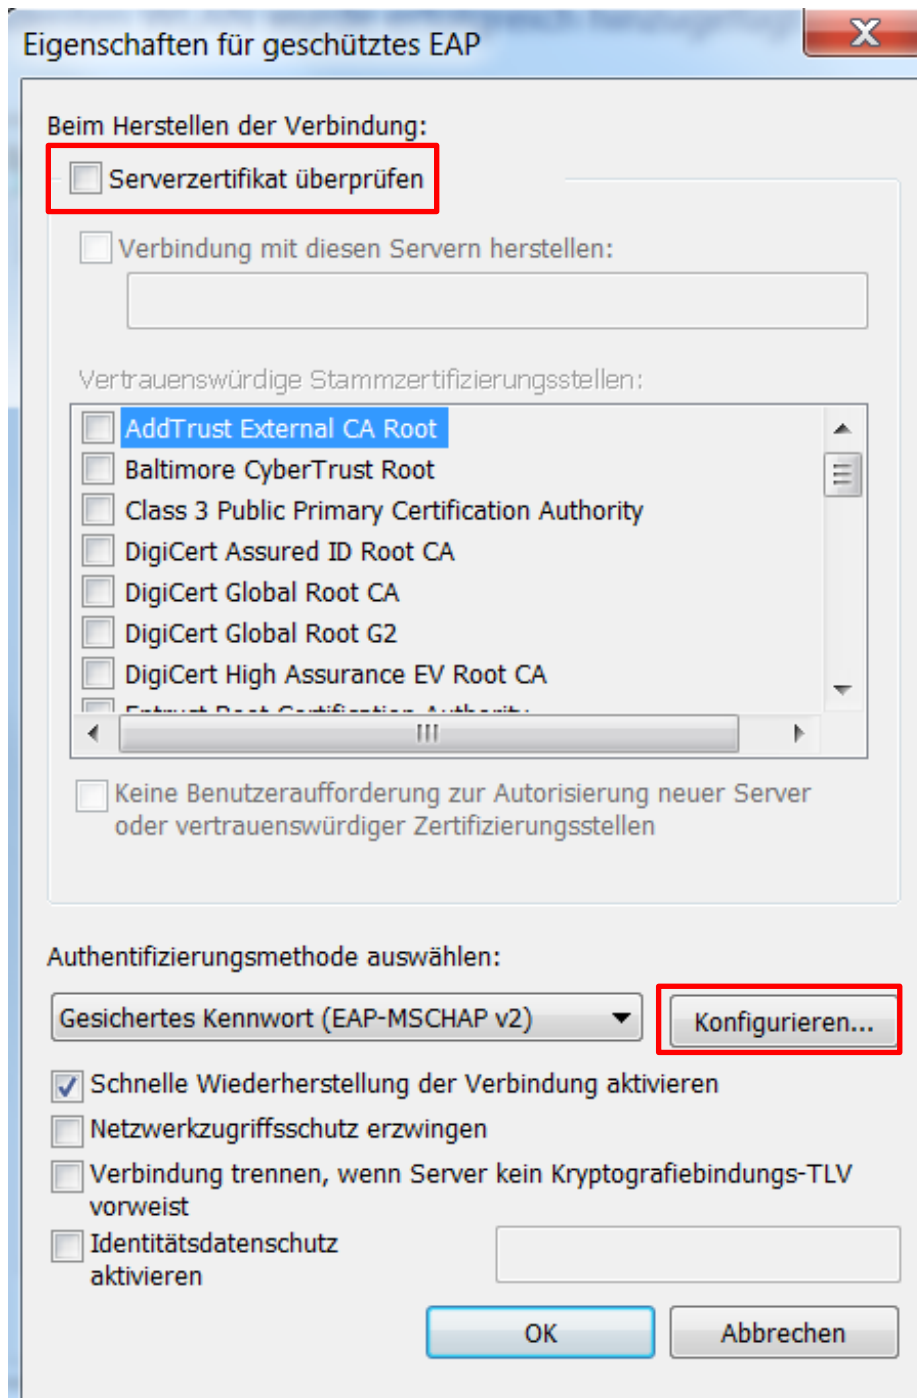 Eigenschaften für geschütztes EAP
Beim Herstellen der Verbindung:
Serverzertifikat überprüfen
Verbindung mit diesen Servern herstellen:
Vertrauenswürdige Stammzertifizierungsstellen:
AddTrust External CA Root
Baltimore CyberTrust Root
Class 3 Public Primary Certification Authority
DigiCert Assured ID Root CA
DigiCert Global Root CA
DigiCert Global Root G2
DigiCert High Assurance EV Root CA
Entrust Root Certification Authority
Keine Benutzeraufforderung zur Autorisierung neuer Server
oder vertrauenswürdiger Zertifizierungsstellen
Authentifizierungsmethode auswählen:
Gesichertes Kennwort (EAP-MSCHAP v2)
Konfigurieren...
Schnelle Wiederherstellung der Verbindung aktivieren
Netzwerkzugriffsschutz erzwingen
Verbindung trennen, wenn Server kein Kryptografiebindungs-TLV
vorweist
Identitätsdatenschutz
aktivieren
OK
Abbrechen